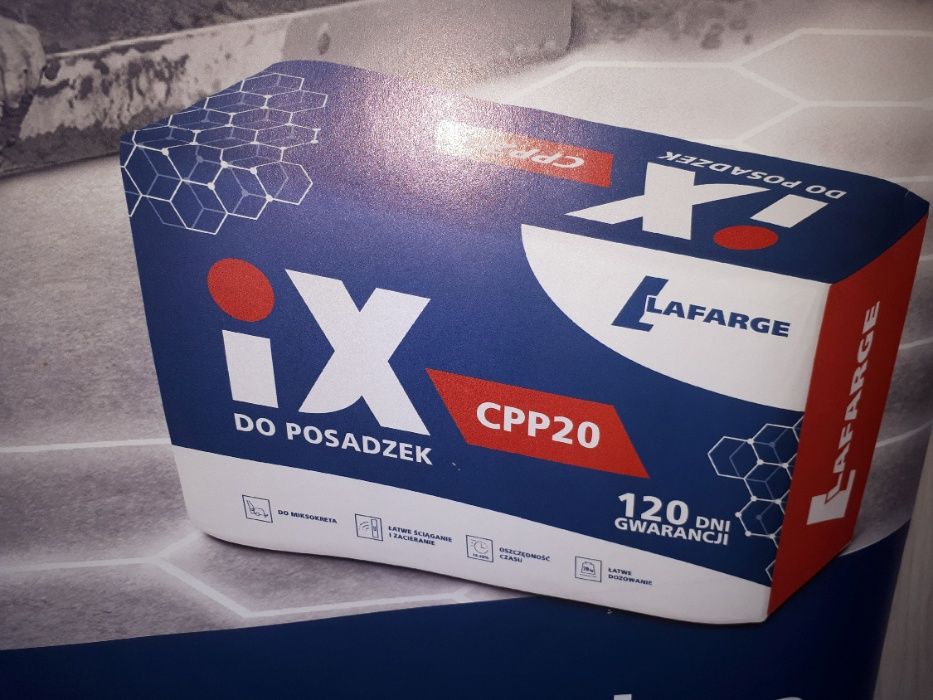 CPP20
iX
DO POSADZEK
LAFARGE
LAFARGE
iX
DO POSADZEK
CPP20
120 DNI
GWARANCJI
DO MIKSOKRETA
ŁATWE ŚCIĄGANIE
I ZACIERANIE
OSZCZĘDNOŚĆ
CZASU
ŁATWE
DOZOWANIE